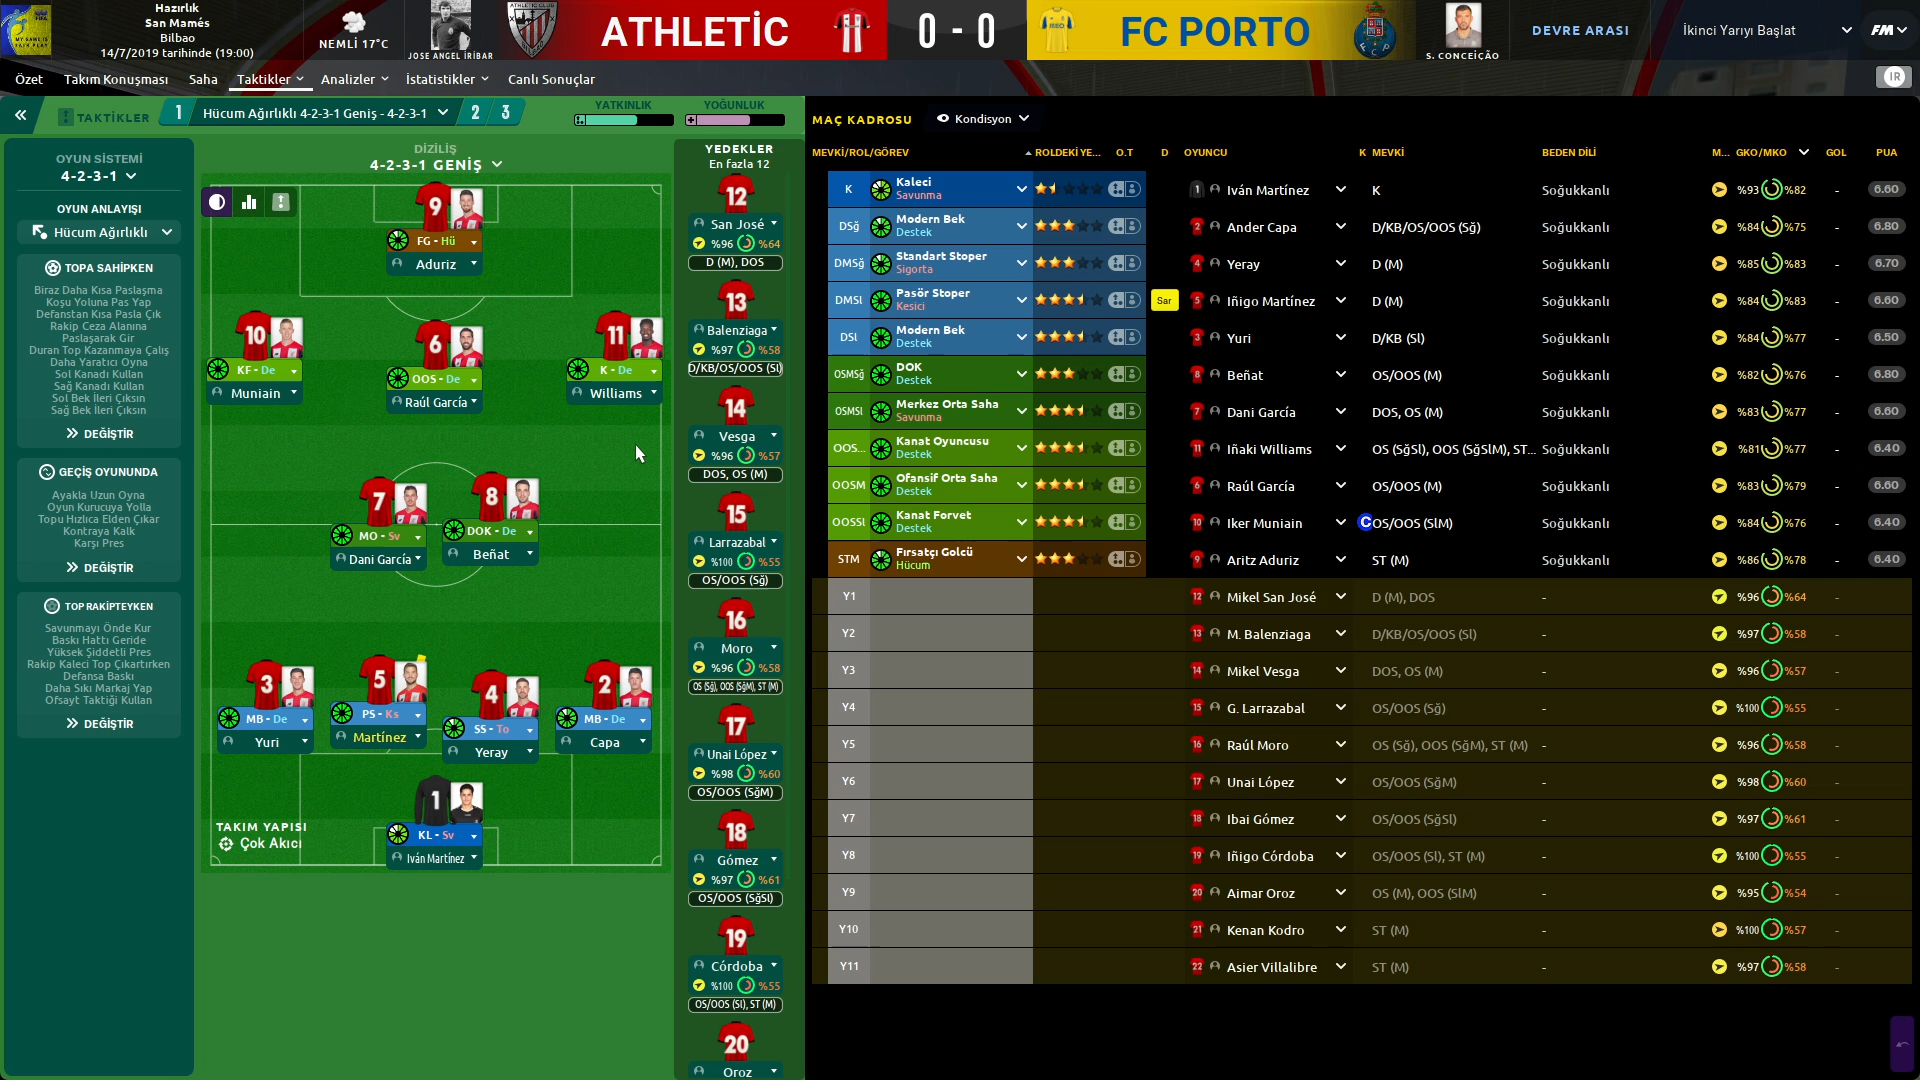 Hazırlık
San Mamés
Bilbao
14/7/2019 tarihinde (19:00)
NEMLİ 17°C
JOSE ANGEL IRIBAR
ATHLETİC
0 - 0
FC PORTO
S. CONCEIÇÃO
DEVRE ARASI
İkinci Yarıyı Başlat
FM
Özet
Takım Konuşması
Saha
Taktikler
Analizler
İstatistikler
Canlı Sonuçlar
IR
TAKTİKLER
1
Hücum Ağırlıklı 4-2-3-1 Geniş - 4-2-3-1
2
3
YATKINLIK
YOĞUNLUK
OYUN SİSTEMİ
4-2-3-1
OYUN ANLAYIŞI
Hücum Ağırlıklı
TOPA SAHİPKEN
Biraz Daha Kısa Paslaşma
Koşu Yoluna Pas Yap
Defanstan Kısa Pasla Çık
Rakip Ceza Alanına
Paslaşarak Gir
Duran Top Kazanmaya Çalış
Daha Yaratıcı Oyna
Sol Kanadı Kullan
Sağ Kanadı Kullan
Sol Bek İleri Çıksın
Sağ Bek İleri Çıksın
DEĞİŞTİR
GEÇİŞ OYUNUNDA
Ayakla Uzun Oyna
Oyun Kurucuya Yolla
Topu Hızlıca Elden Çıkar
Kontraya Kalk
Karşı Pres
DEĞİŞTİR
TOP RAKİPTEYKEN
Savunmayı Önde Kur
Baskı Hattı Geride
Yüksek Şiddetli Pres
Rakip Kaleci Top Çıkartırken
Defansa Baskı
Daha Sıkı Markaj Yap
Ofsayt Taktiği Kullan
DEĞİŞTİR
DİZİLİŞ
4-2-3-1 GENİŞ
9
FG - Hü
Aduriz
10
KF - De
Muniain
6
OOS - De
Raúl García
11
K - De
Williams
7
MO - Sv
Dani García
8
DOK - De
Beñat
3
MB - De
Yuri
5
PS - Ks
Martínez
4
SS - To
Yeray
2
MB - De
Capa
1
KL - Sv
Iván Martínez
TAKIM YAPISI
Çok Akıcı
YEDEKLER
En fazla 12
12
San José
%96 %64
D (M), DOS
13
Balenziaga
%97 %58
D/KB/OS/OOS (Sl)
14
Vesga
%96 %57
DOS, OS (M)
15
Larrazabal
%100 %55
OS/OOS (Sğ)
16
Moro
%96 %58
OS (Sğ), OOS (SğM), ST (M)
17
Unai López
%98 %60
OS/OOS (SğM)
18
Gómez
%97 %61
OS/OOS (SğSl)
19
Córdoba
%100 %55
OS/OOS (Sl), ST (M)
20
Oroz
MAÇ KADROSU
Kondisyon
MEVKİ/ROL/GÖREV ROLDEKİ YE... O.T D OYUNCU K MEVKİ BEDEN DİLİ M... GKO/MKO GOL PUA
K Kaleci Savunma 1 Iván Martínez K Soğukkanlı %93 %82 - 6.60
DSğ Modern Bek Destek 2 Ander Capa D/KB/OS/OOS (Sğ) Soğukkanlı %84 %75 - 6.80
DMSğ Standart Stoper Sigorta 4 Yeray D (M) Soğukkanlı %85 %83 - 6.70
DMSl Pasör Stoper Kesici Sar 5 Iñigo Martínez D (M) Soğukkanlı %84 %83 - 6.60
DSl Modern Bek Destek 3 Yuri D/KB (Sl) Soğukkanlı %84 %77 - 6.50
OSMSğ DOK Destek 8 Beñat OS/OOS (M) Soğukkanlı %82 %76 - 6.80
OSMSl Merkez Orta Saha Savunma 7 Dani García DOS, OS (M) Soğukkanlı %83 %77 - 6.60
OOS... Kanat Oyuncusu Destek 11 Iñaki Williams OS (SğSl), OOS (SğSlM), ST... Soğukkanlı %81 %77 - 6.40
OOSM Ofansif Orta Saha Destek 6 Raúl García OS/OOS (M) Soğukkanlı %83 %79 - 6.60
OOSSl Kanat Forvet Destek 10 Iker Muniain C OS/OOS (SlM) Soğukkanlı %84 %76 - 6.40
STM Fırsatçı Golcü Hücum 9 Aritz Aduriz ST (M) Soğukkanlı %86 %78 - 6.40
Y1 12 Mikel San José D (M), DOS - %96 %64 -
Y2 13 M. Balenziaga D/KB/OS/OOS (Sl) - %97 %58 -
Y3 14 Mikel Vesga DOS, OS (M) - %96 %57 -
Y4 15 G. Larrazabal OS/OOS (Sğ) - %100 %55 -
Y5 16 Raúl Moro OS (Sğ), OOS (SğM), ST (M) - %96 %58 -
Y6 17 Unai López OS/OOS (SğM) - %98 %60 -
Y7 18 Ibai Gómez OS/OOS (SğSl) - %97 %61 -
Y8 19 Iñigo Córdoba OS/OOS (Sl), ST (M) - %100 %55 -
Y9 20 Aimar Oroz OS (M), OOS (SlM) - %95 %54 -
Y10 21 Kenan Kodro ST (M) - %100 %57 -
Y11 22 Asier Villalibre ST (M) - %97 %58 -